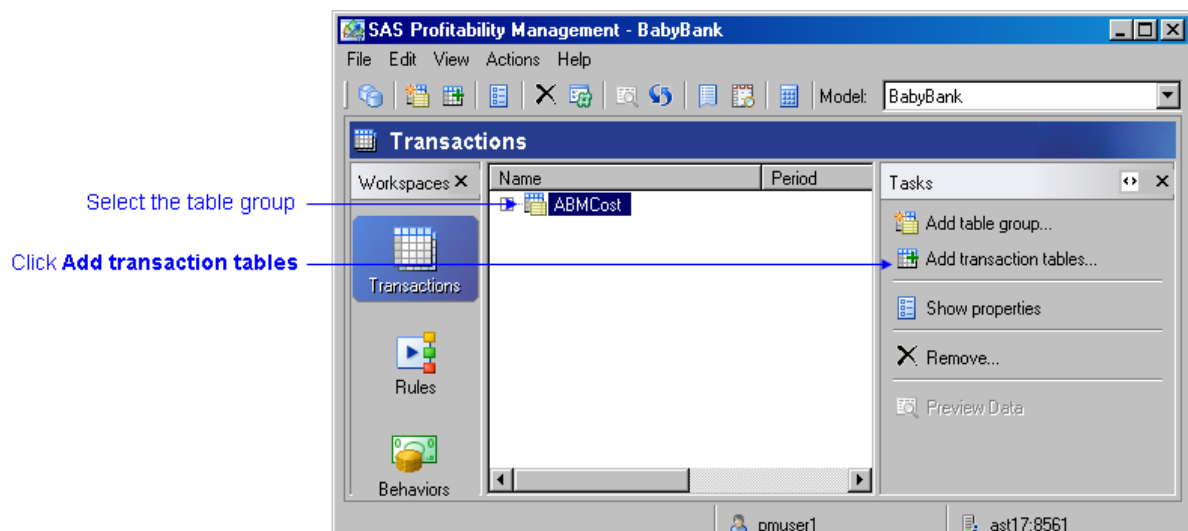 SAS Profitability Management - BabyBank
File Edit View Actions Help
Model: BabyBank
Transactions
Workspaces
Name Period
Tasks
Select the table group
ABMCost
Add table group...
Click Add transaction tables
Add transaction tables...
Transactions
Show properties
Remove...
Rules
Preview Data
Behaviors
pmuser1 ast17:8561